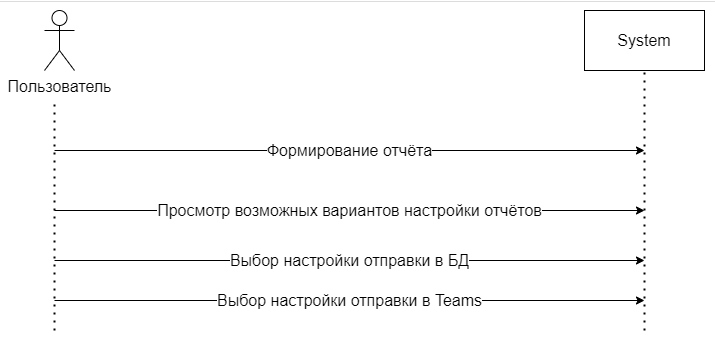 System
Пользователь
Формирование отчёта
Просмотр возможных вариантов настройки отчётов
Выбор настройки отправки в БД
Выбор настройки отправки в Teams